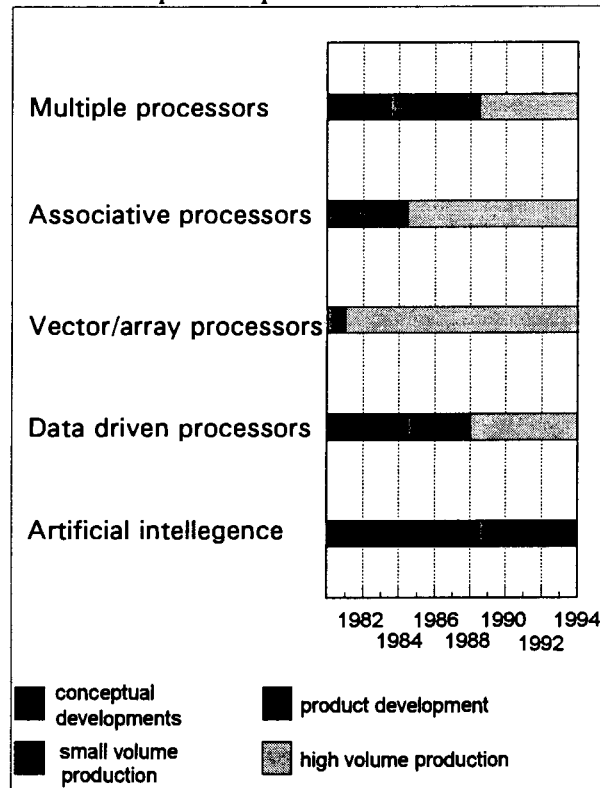 Multiple processors
Associative processors
Vector/array processors
Data driven processors
Artificial intellegence
1982 1986 1990 1994
1984 1988 1992
conceptual
developments
product development
small volume
production
high volume production